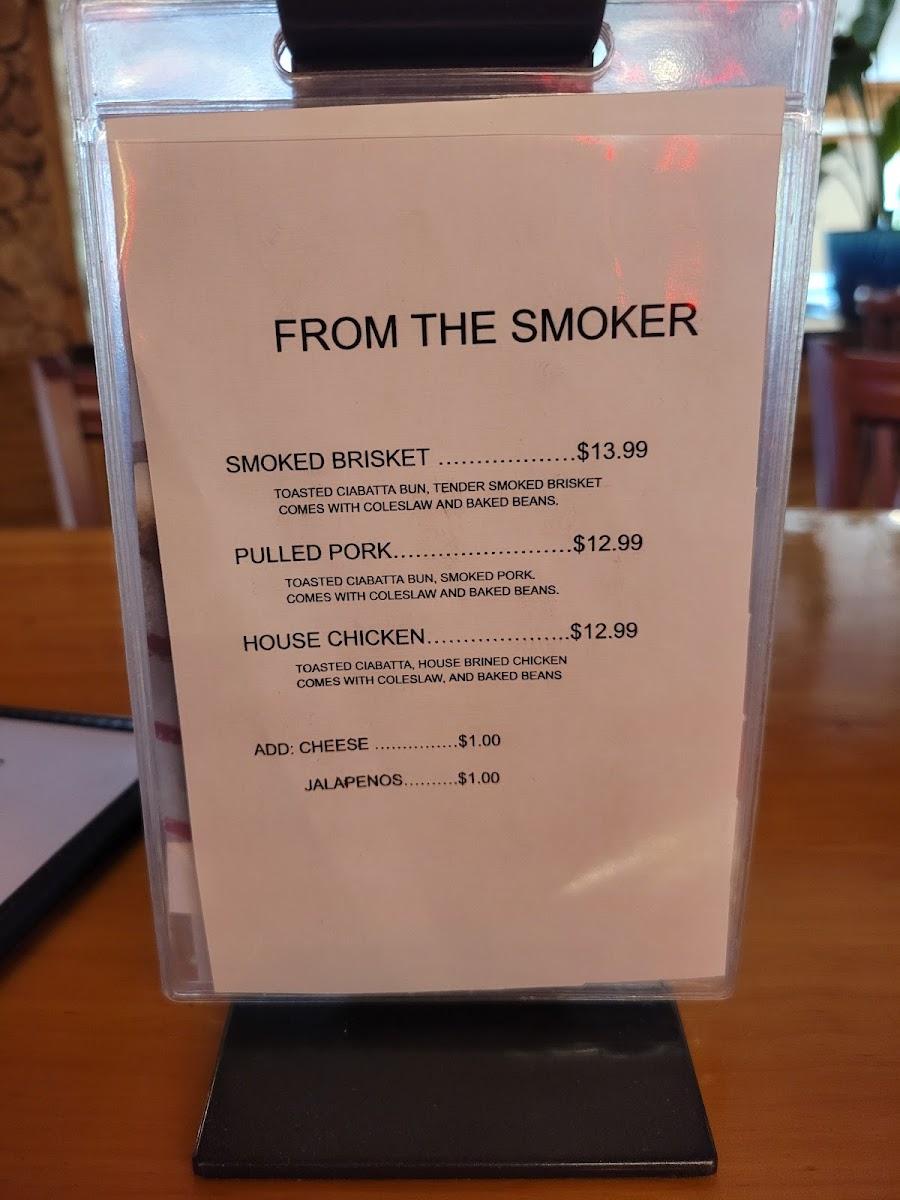 FROM THE SMOKER
SMOKED BRISKET ..................$13.99
TOASTED CIABATTA BUN, TENDER SMOKED BRISKET
COMES WITH COLESLAW AND BAKED BEANS.
PULLED PORK.......................$12.99
TOASTED CIABATTA BUN, SMOKED PORK.
COMES WITH COLESLAW AND BAKED BEANS.
HOUSE CHICKEN...................$12.99
TOASTED CIABATTA, HOUSE BRINED CHICKEN
COMES WITH COLESLAW, AND BAKED BEANS
ADD: CHEESE ...............$1.00
JALAPENOS..........$1.00